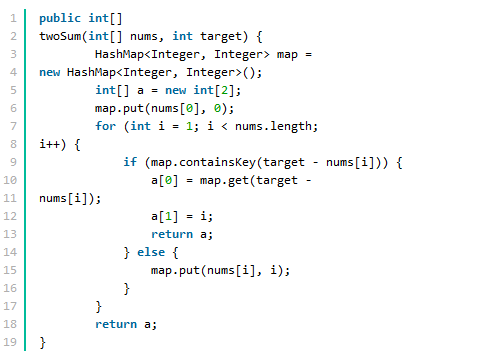 1 public int[]
2 twoSum(int[] nums, int target) {
3         HashMap<Integer, Integer> map =
4 new HashMap<Integer, Integer>();
5         int[] a = new int[2];
6         map.put(nums[0], 0);
7         for (int i = 1; i < nums.length;
8 i++) {
9             if (map.containsKey(target - nums[i])) {
10                 a[0] = map.get(target -
11 nums[i]);
12                 a[1] = i;
13                 return a;
14             } else {
15                 map.put(nums[i], i);
16             }
17         }
18         return a;
19 }